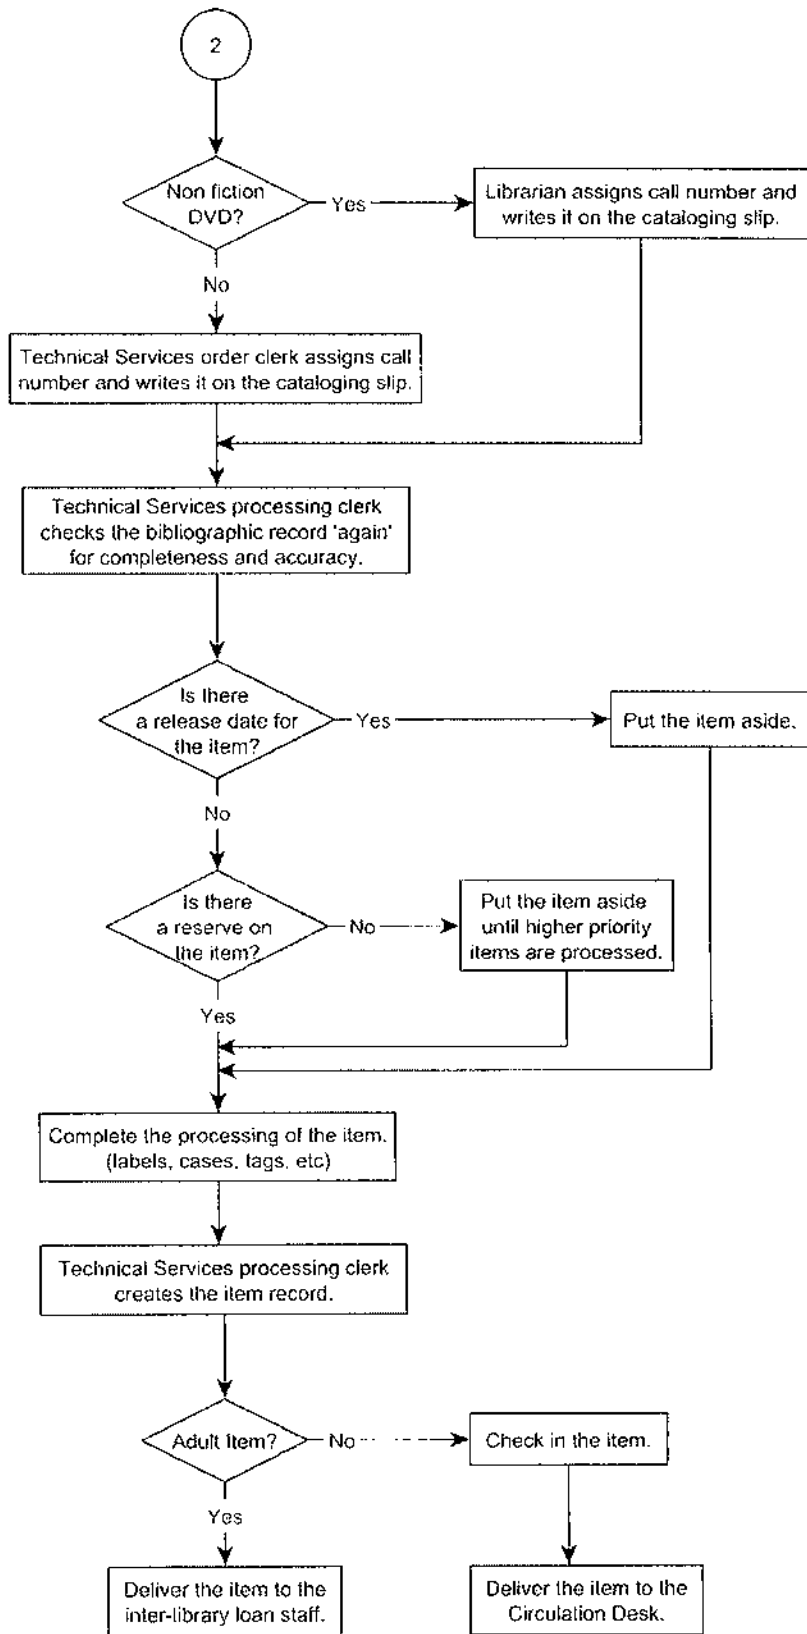 2
Non fiction
DVD?
Yes
Librarian assigns call number and
writes it on the cataloging slip.
No
Technical Services order clerk assigns call
number and writes it on the cataloging slip.
Technical Services processing clerk
checks the bibliographic record 'again'
for completeness and accuracy.
Is there
a release date for
the item?
Yes
Put the item aside.
No
Is there
a reserve on
the item?
No
Put the item aside
until higher priority
items are processed.
Yes
Complete the processing of the item.
(labels, cases, tags, etc)
Technical Services processing clerk
creates the item record.
Adult Item?
No
Check in the item.
Yes
Deliver the item to the
inter-library loan staff.
Deliver the item to the
Circulation Desk.